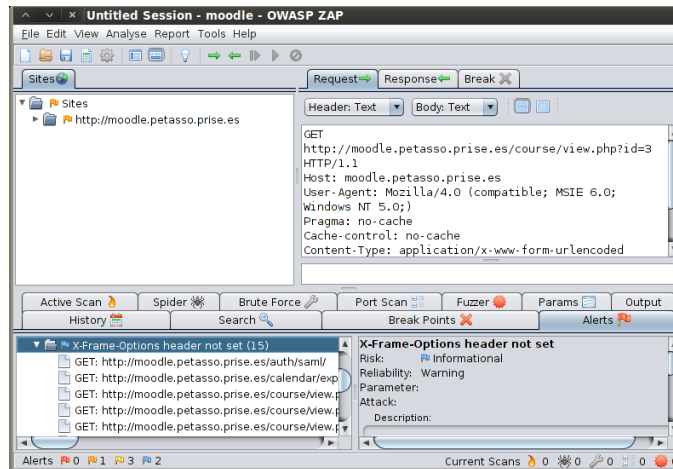 Untitled Session - moodle - OWASP ZAP
File Edit View Analyse Report Tools Help
Sites
Request Response Break
Sites
http://moodle.petasso.prise.es
Header: Text Body: Text
GET
http://moodle.petasso.prise.es/course/view.php?id=3
HTTP/1.1
Host: moodle.petasso.prise.es
User-Agent: Mozilla/4.0 (compatible; MSIE 6.0;
Windows NT 5.0;)
Pragma: no-cache
Cache-control: no-cache
Content-Type: application/x-www-form-urlencoded
Active Scan Spider Brute Force Port Scan Fuzzer Params Output
History Search Break Points Alerts
X-Frame-Options header not set (15)
GET: http://moodle.petasso.prise.es/auth/saml/
GET: http://moodle.petasso.prise.es/calendar/exp
GET: http://moodle.petasso.prise.es/course/view.p
GET: http://moodle.petasso.prise.es/course/view.p
GET: http://moodle.petasso.prise.es/course/view.p
X-Frame-Options header not set
Risk: Informational
Reliability: Warning
Parameter:
Attack:
Description:
Alerts 0 1 3 2 Current Scans 0 0 0 0